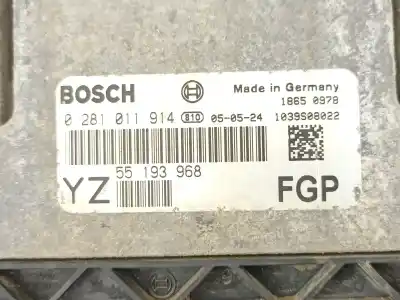 BOSCH Made in Germany
1865 0978
0 281 011 914 810 05-05-24 1039S08022
55 193 968
YZ FGP